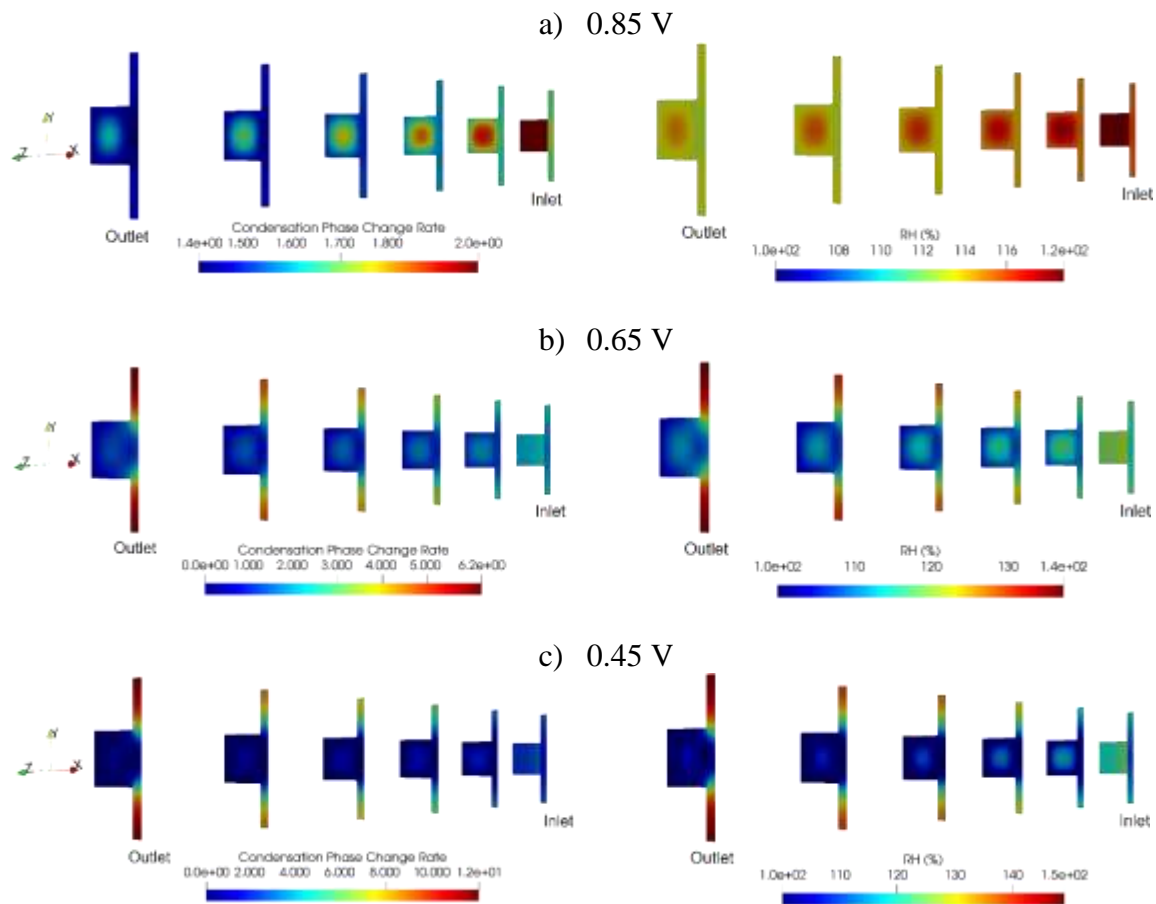 a) 0.85 V
Y
Z X
Outlet
Inlet
Condensation Phase Change Rate
1.4e+00 1.500 1.600 1.700 1.800 2.0e+00
Outlet
Inlet
RH (%)
1.0e+02 108 110 112 114 116 1.2e+02
b) 0.65 V
Y
Z X
Outlet
Inlet
Condensation Phase Change Rate
0.0e+00 1.000 2.000 3.000 4.000 5.000 6.2e+00
Outlet
Inlet
RH (%)
1.0e+02 110 120 130 1.4e+02
c) 0.45 V
Y
Z X
Outlet
Inlet
Condensation Phase Change Rate
0.0e+00 2.000 4.000 6.000 8.000 10.000 1.2e+01
Outlet
Inlet
RH (%)
1.0e+02 110 120 130 140 1.5e+02